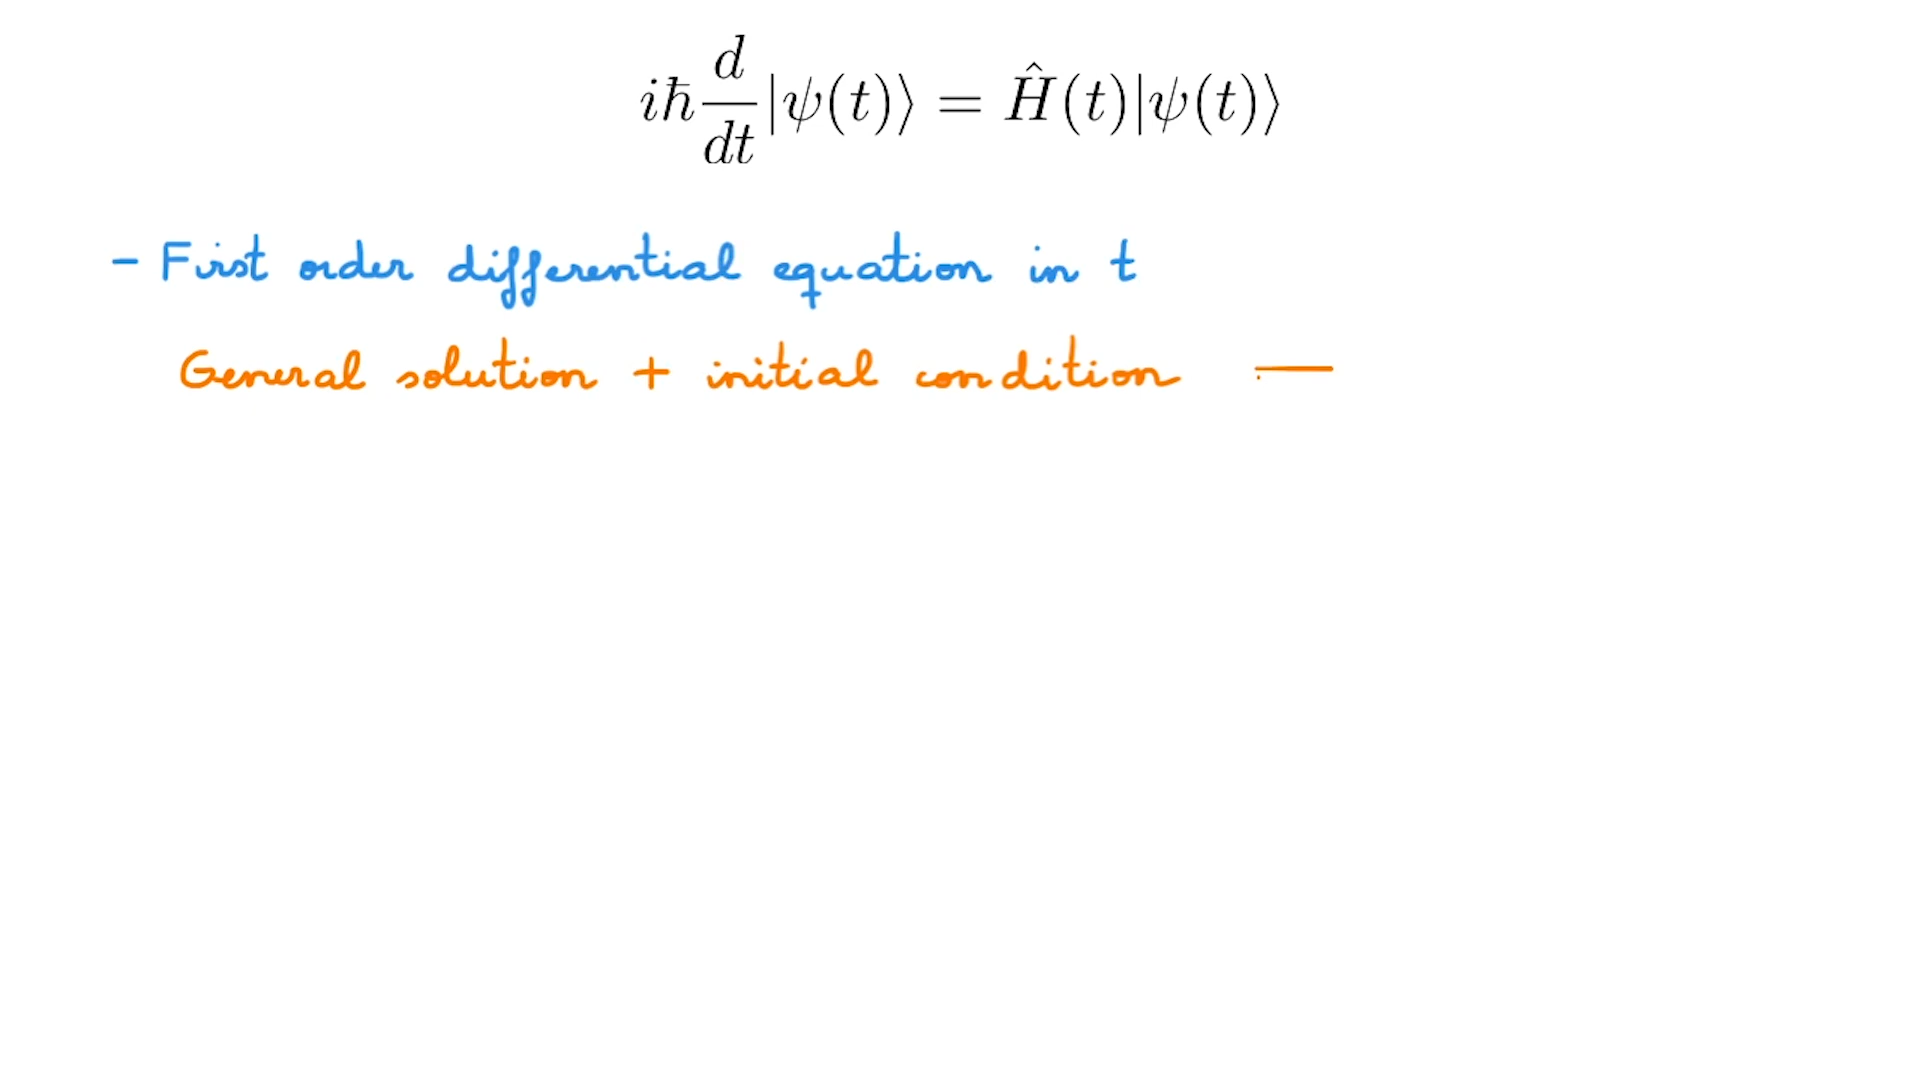 iħ d/dt |ψ(t)⟩ = Ĥ(t)|ψ(t)⟩
- First order differential equation in t
General solution + initial condition —